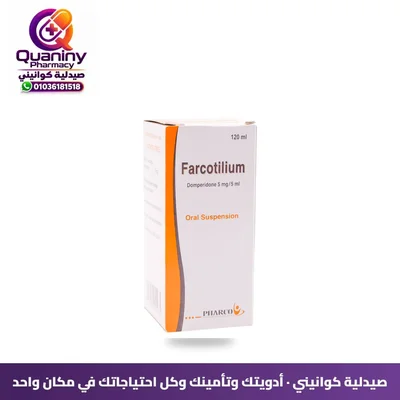 Quaniny
Pharmacy
صيدلية كوانيني
01036181518
120 ml
Farcotilium
Domperidone 5 mg/5 ml
Oral Suspension
PHARCO
صيدلية كوانيني • أدويتك وتأمينك وكل احتياجاتك في مكان واحد